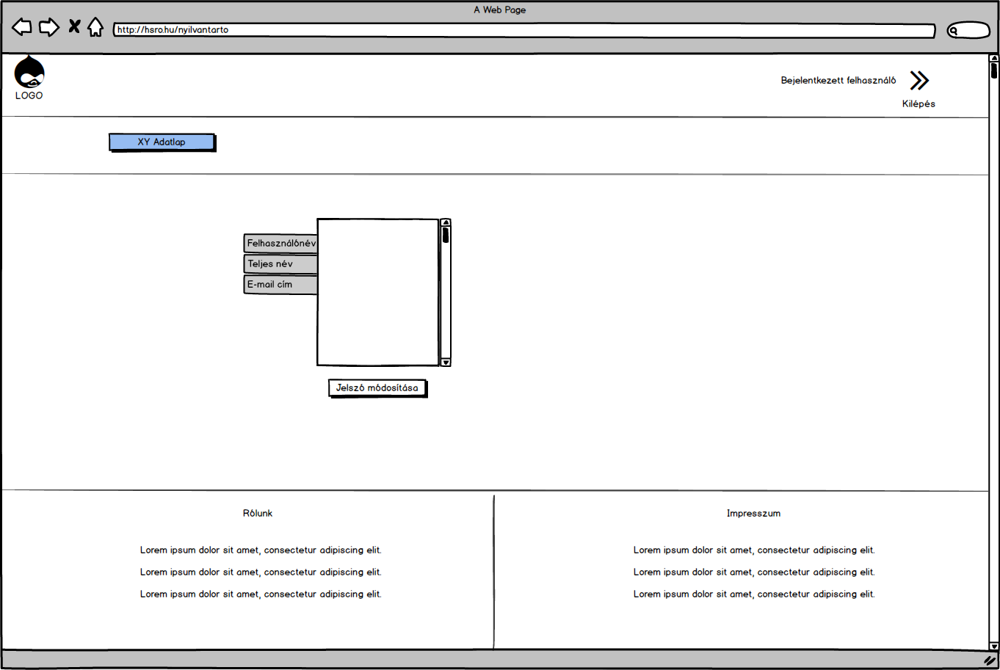 A Web Page
http://hsro.hu/nyilvantarto
LOGO
Bejelentkezett felhasználó
Kilépés
XY Adatlap
Felhasználónév
Teljes név
E-mail cím
Jelszó módosítása
Rólunk
Lorem ipsum dolor sit amet, consectetur adipiscing elit.
Lorem ipsum dolor sit amet, consectetur adipiscing elit.
Lorem ipsum dolor sit amet, consectetur adipiscing elit.
Impresszum
Lorem ipsum dolor sit amet, consectetur adipiscing elit.
Lorem ipsum dolor sit amet, consectetur adipiscing elit.
Lorem ipsum dolor sit amet, consectetur adipiscing elit.